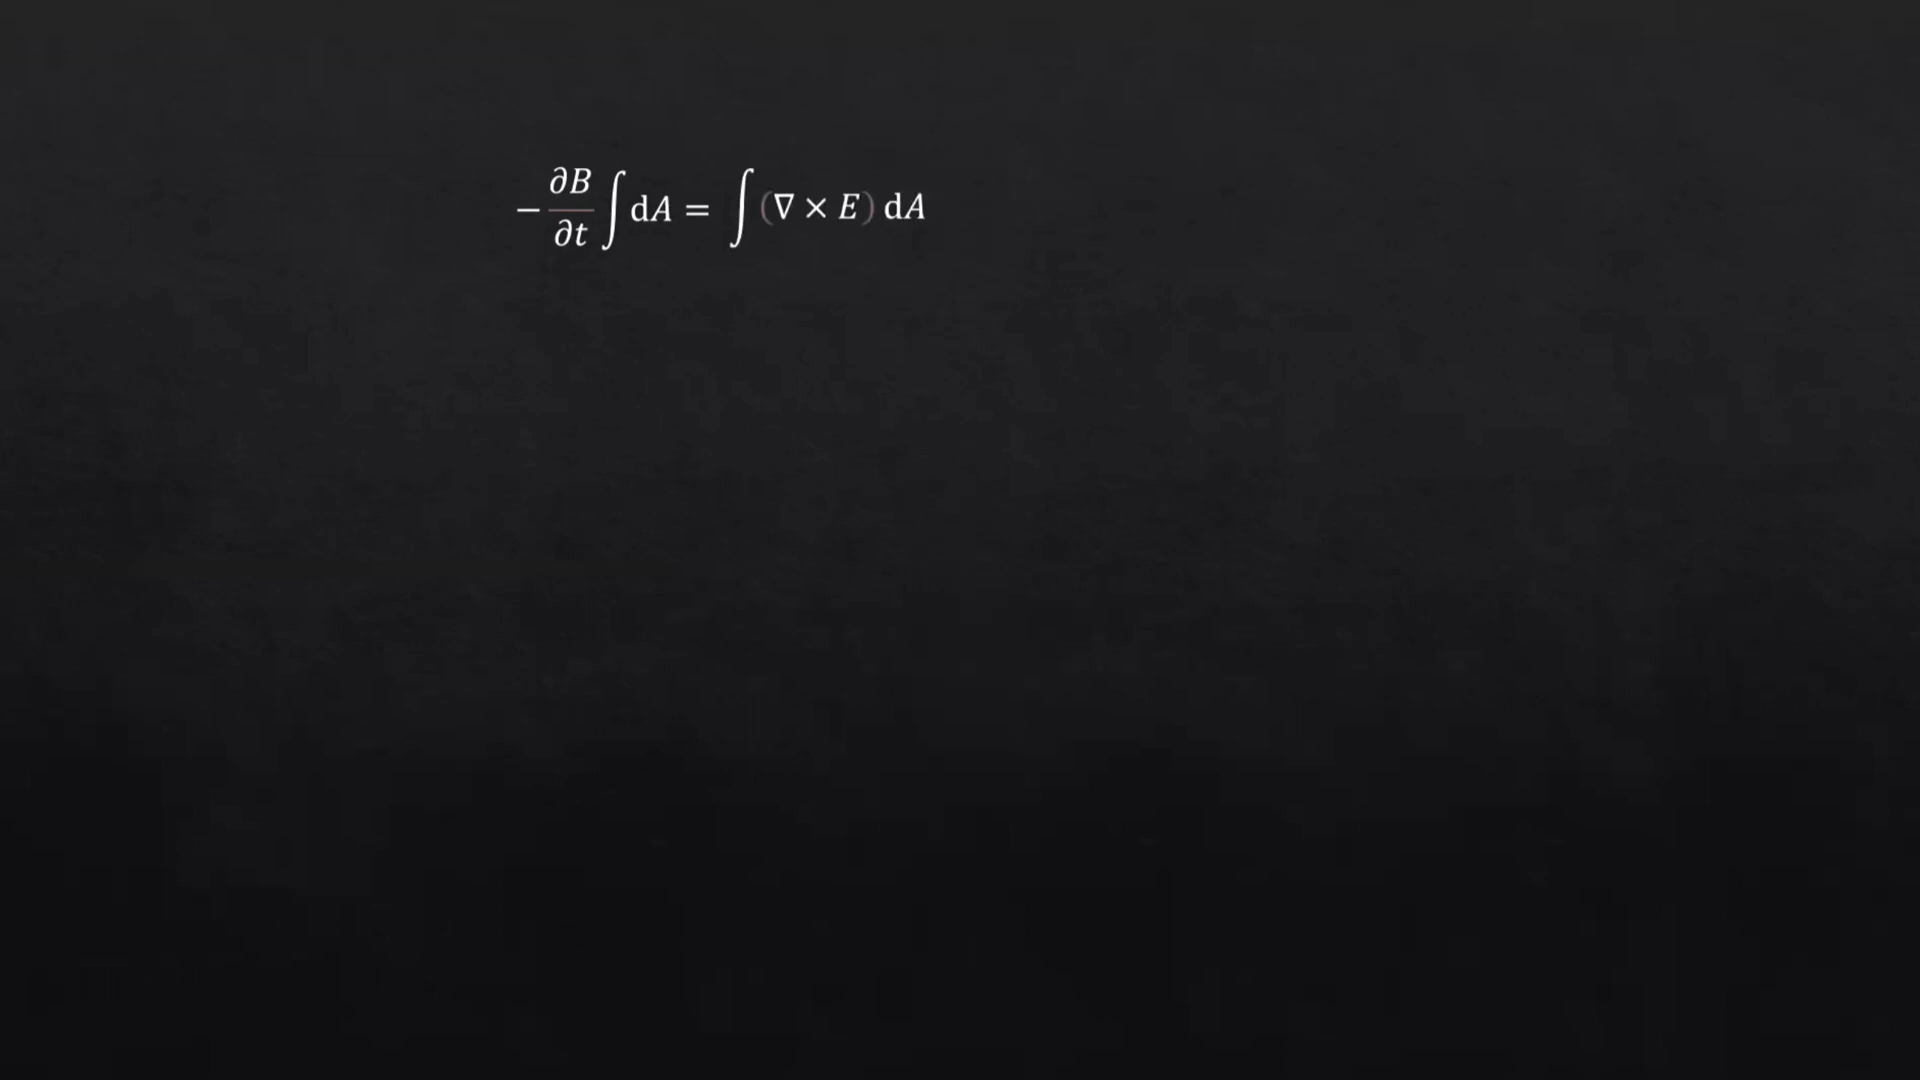 −∂B/∂t ∫dA = ∫(∇ × E) dA